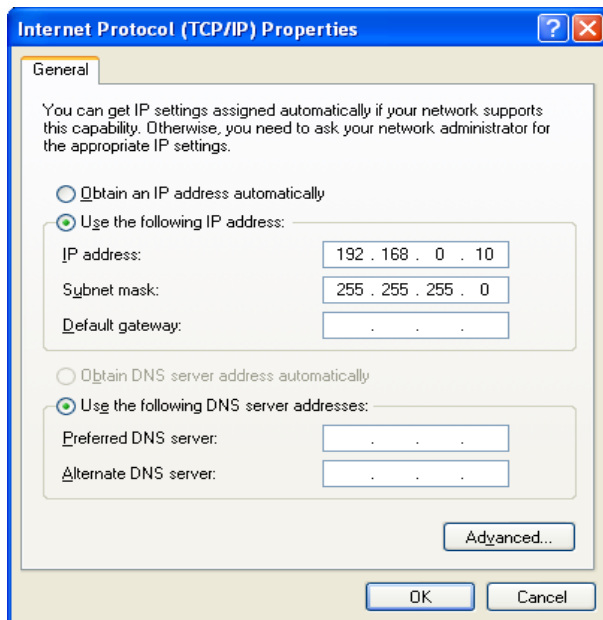 Internet Protocol (TCP/IP) Properties
General
You can get IP settings assigned automatically if your network supports
this capability. Otherwise, you need to ask your network administrator for
the appropriate IP settings.
Obtain an IP address automatically
Use the following IP address:
IP address: 192 . 168 . 0 . 10
Subnet mask: 255 . 255 . 255 . 0
Default gateway: . . .
Obtain DNS server address automatically
Use the following DNS server addresses:
Preferred DNS server: . . .
Alternate DNS server: . . .
Advanced...
OK Cancel